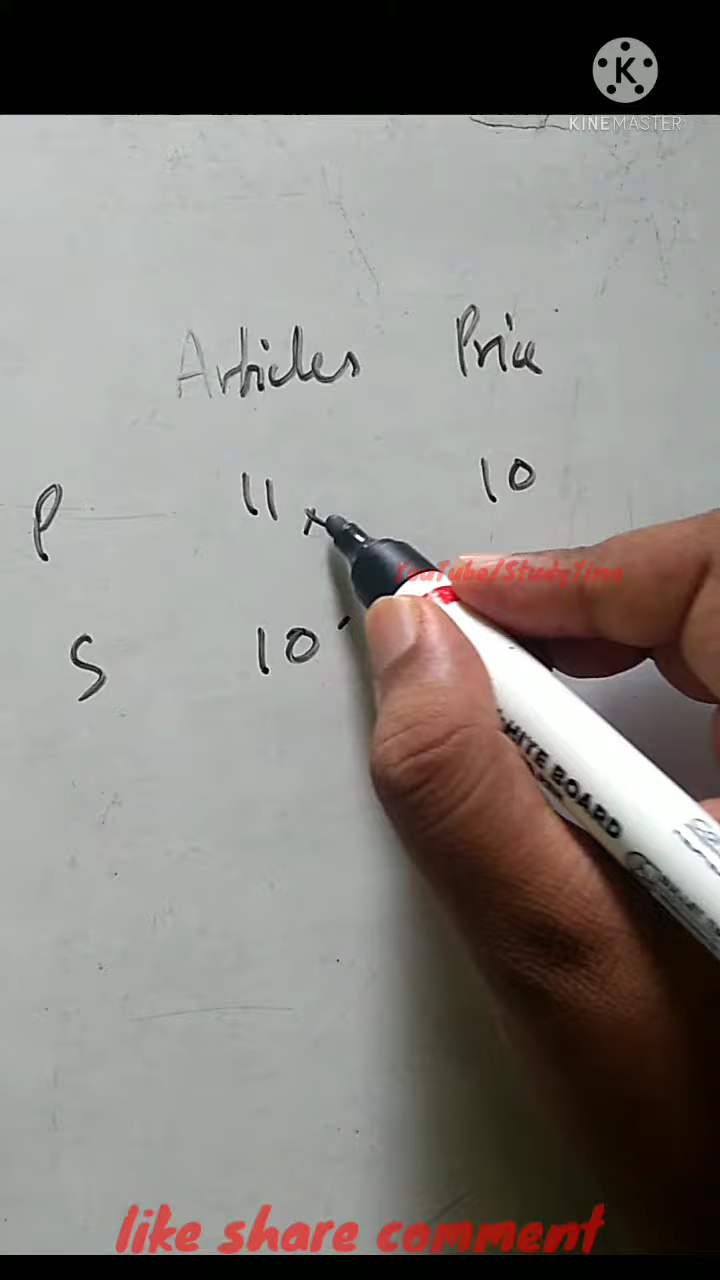 K
KINEMASTER
Articles Price
P 11 10
YouTube/StudyTime
S 10
WHITE BOARD
like share comment